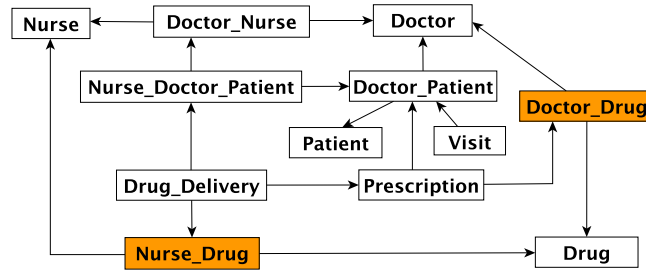 Nurse
Doctor_Nurse
Doctor
Nurse_Doctor_Patient
Doctor_Patient
Doctor_Drug
Patient
Visit
Drug_Delivery
Prescription
Nurse_Drug
Drug